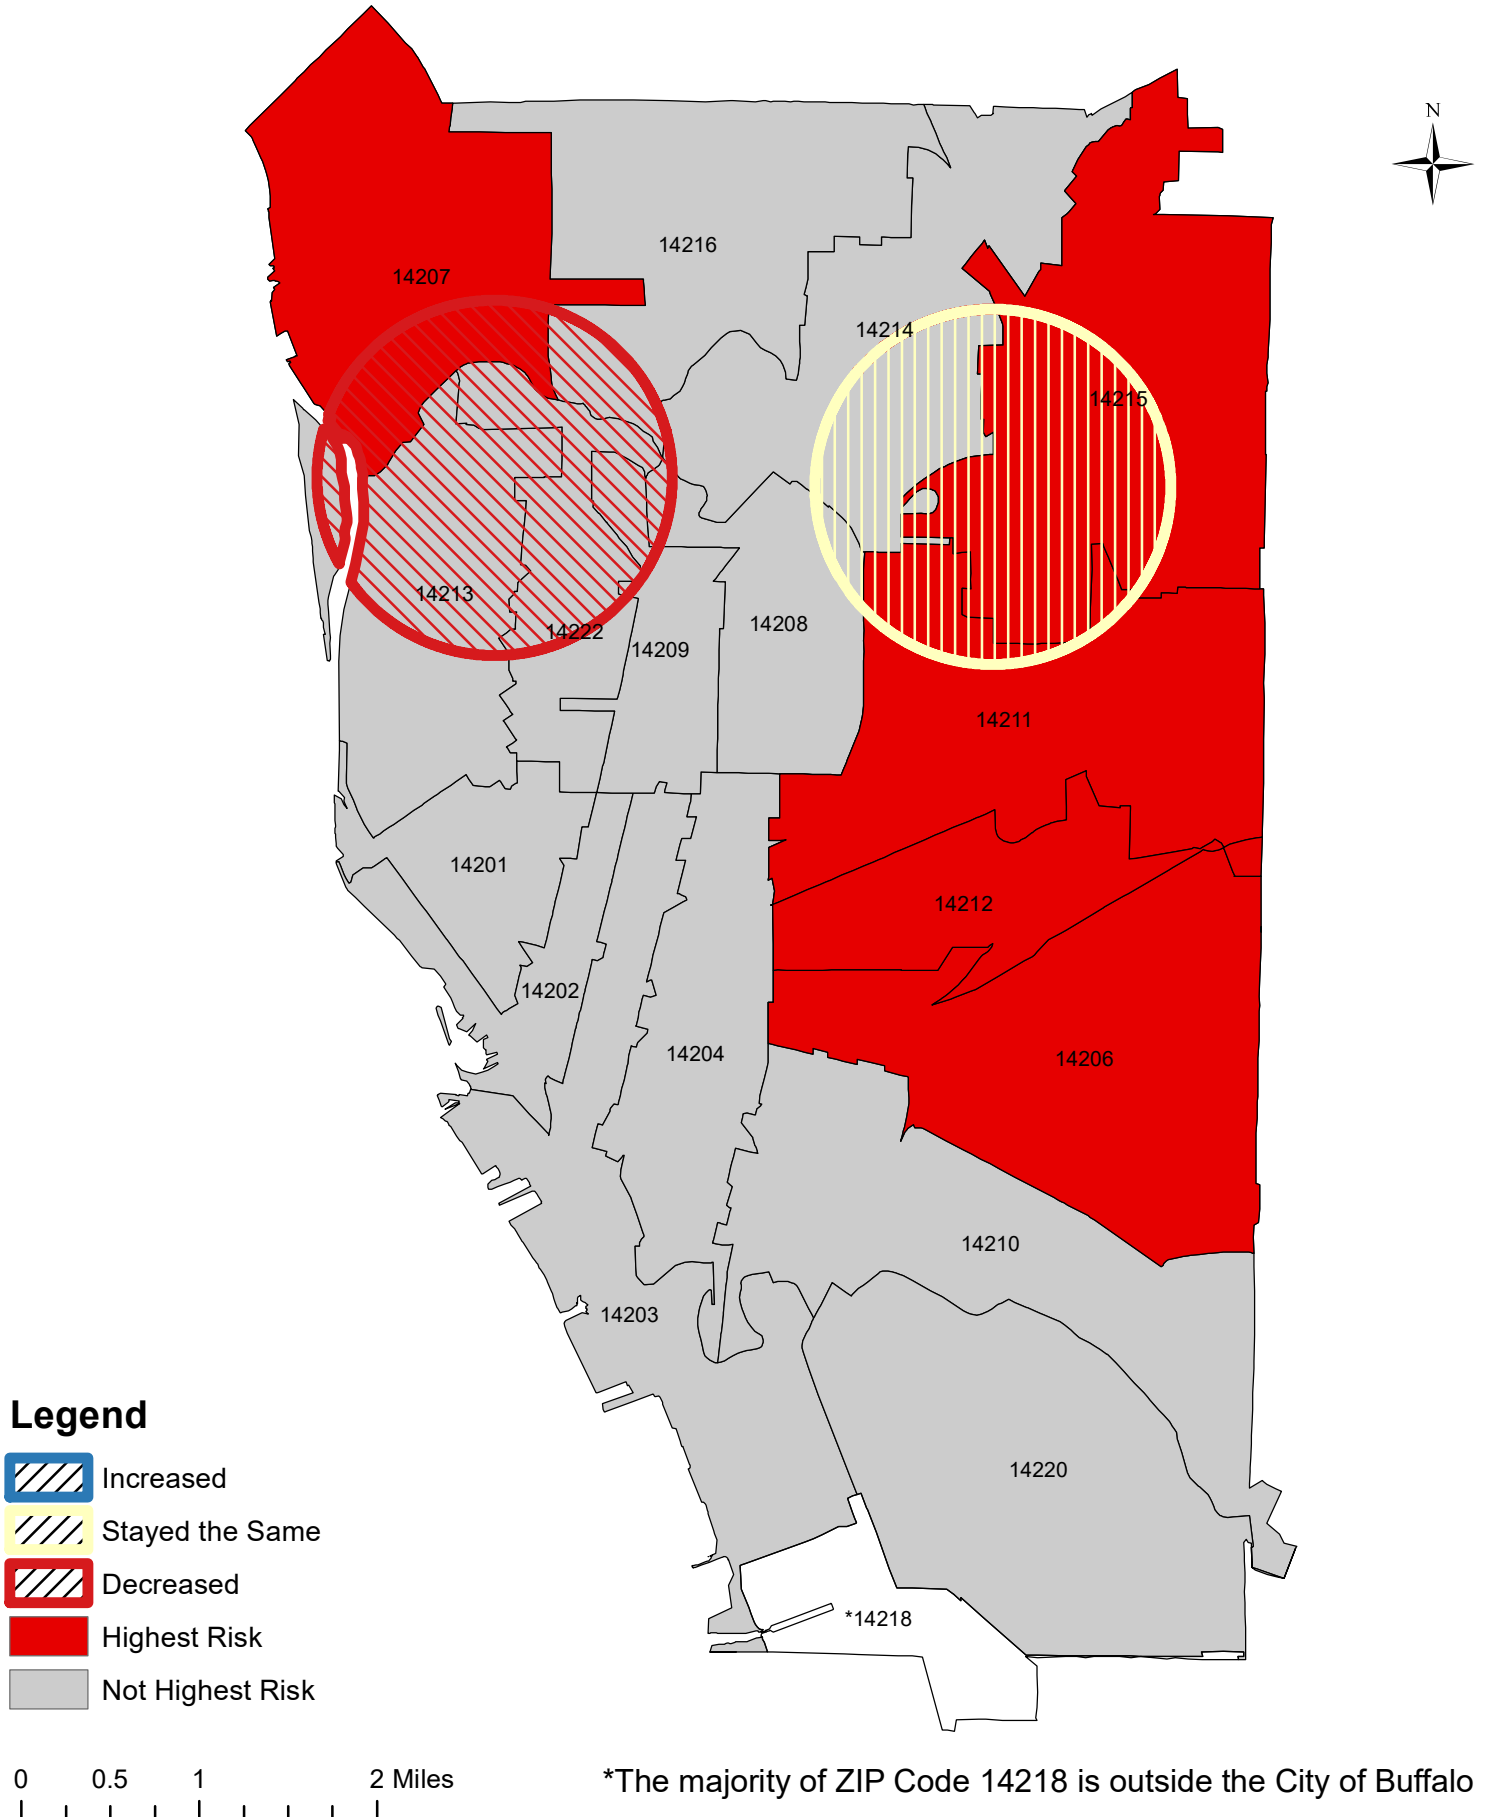 N
14216
14207
14214
14215
14213
14208
14222
14209
14211
14201
14212
14202
14204
14206
14210
14203
14220
*14218
Legend
Increased
Stayed the Same
Decreased
Highest Risk
Not Highest Risk
0 0.5 1 2 Miles
*The majority of ZIP Code 14218 is outside the City of Buffalo